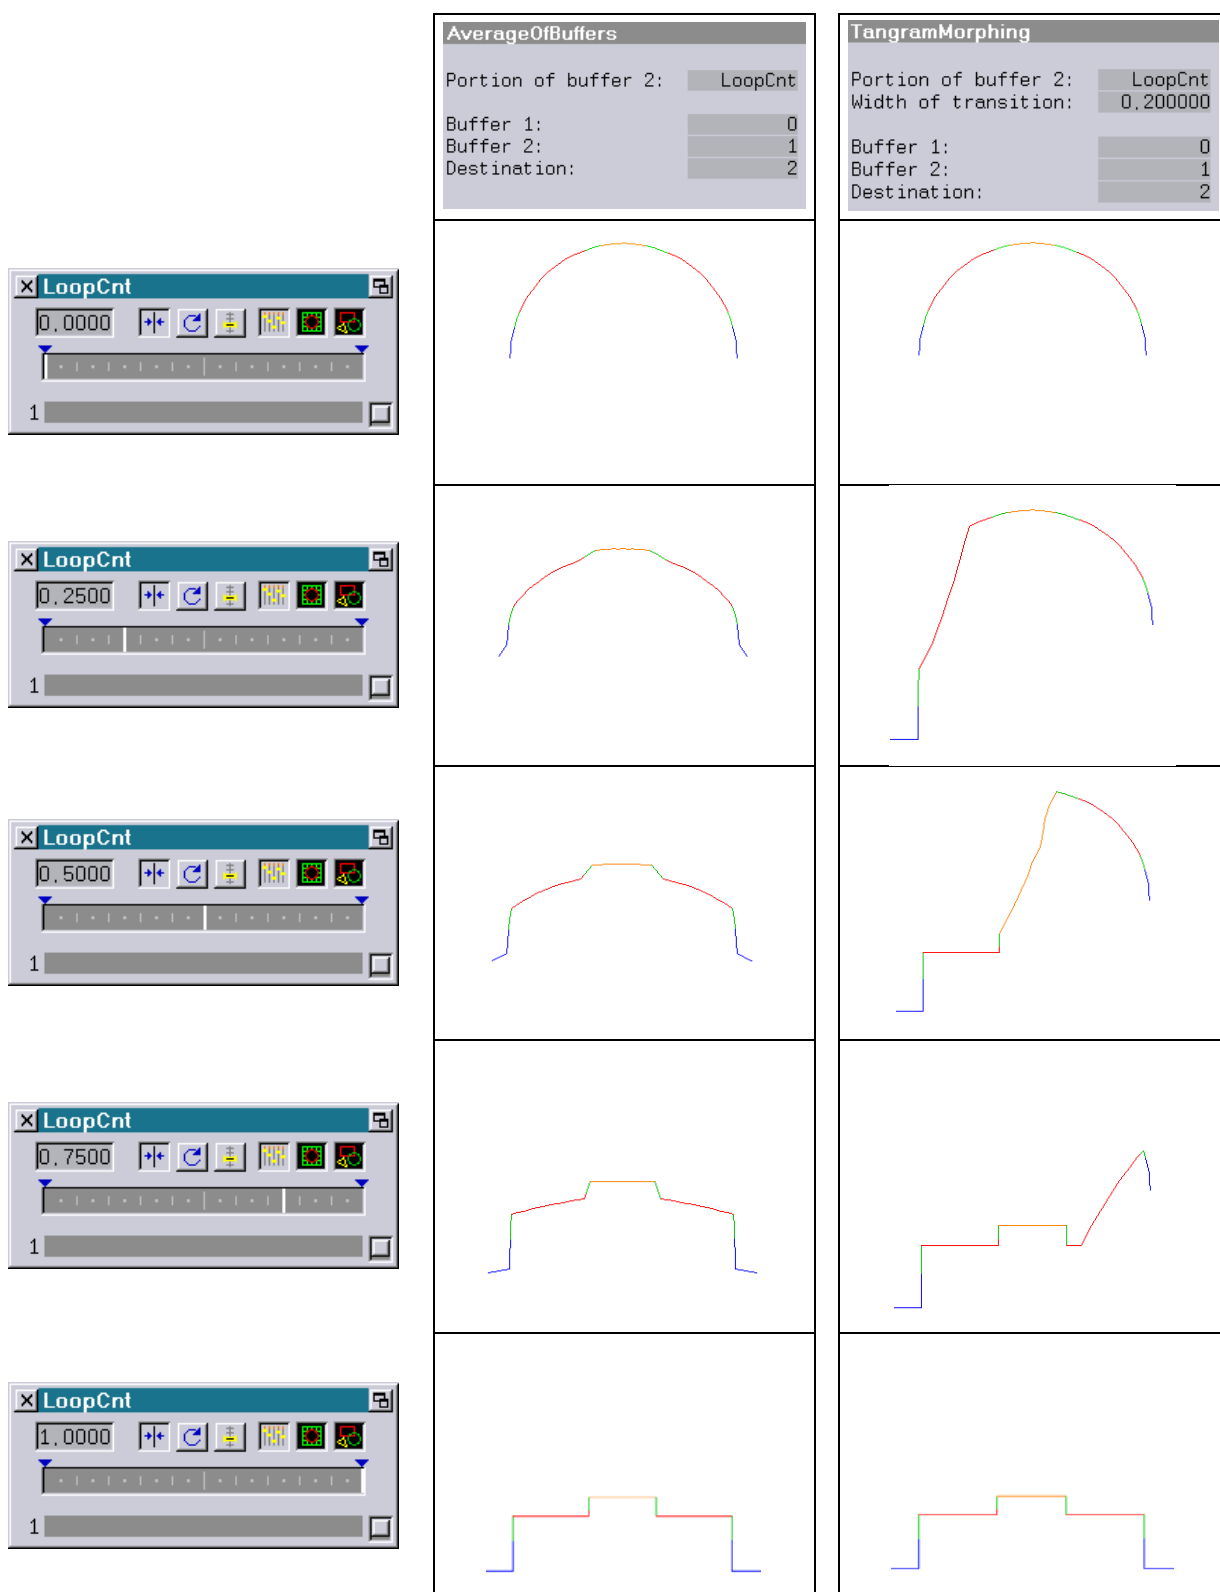 AverageOfBuffers
Portion of buffer 2: LoopCnt
Buffer 1: 0
Buffer 2: 1
Destination: 2
TangramMorphing
Portion of buffer 2: LoopCnt
Width of transition: 0.200000
Buffer 1: 0
Buffer 2: 1
Destination: 2
LoopCnt
0.0000
1
LoopCnt
0.2500
1
LoopCnt
0.5000
1
LoopCnt
0.7500
1
LoopCnt
1.0000
1